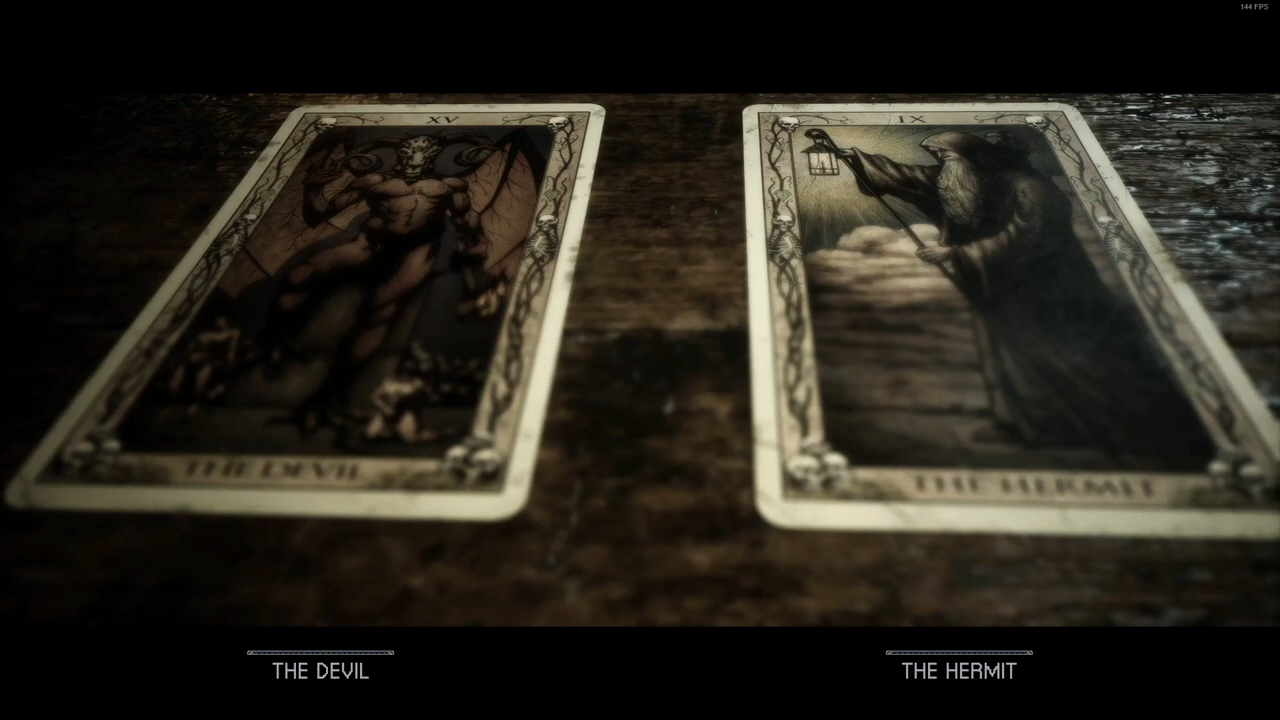 144 FPS
XV
IX
THE DEVIL
THE HERMIT
THE DEVIL
THE HERMIT